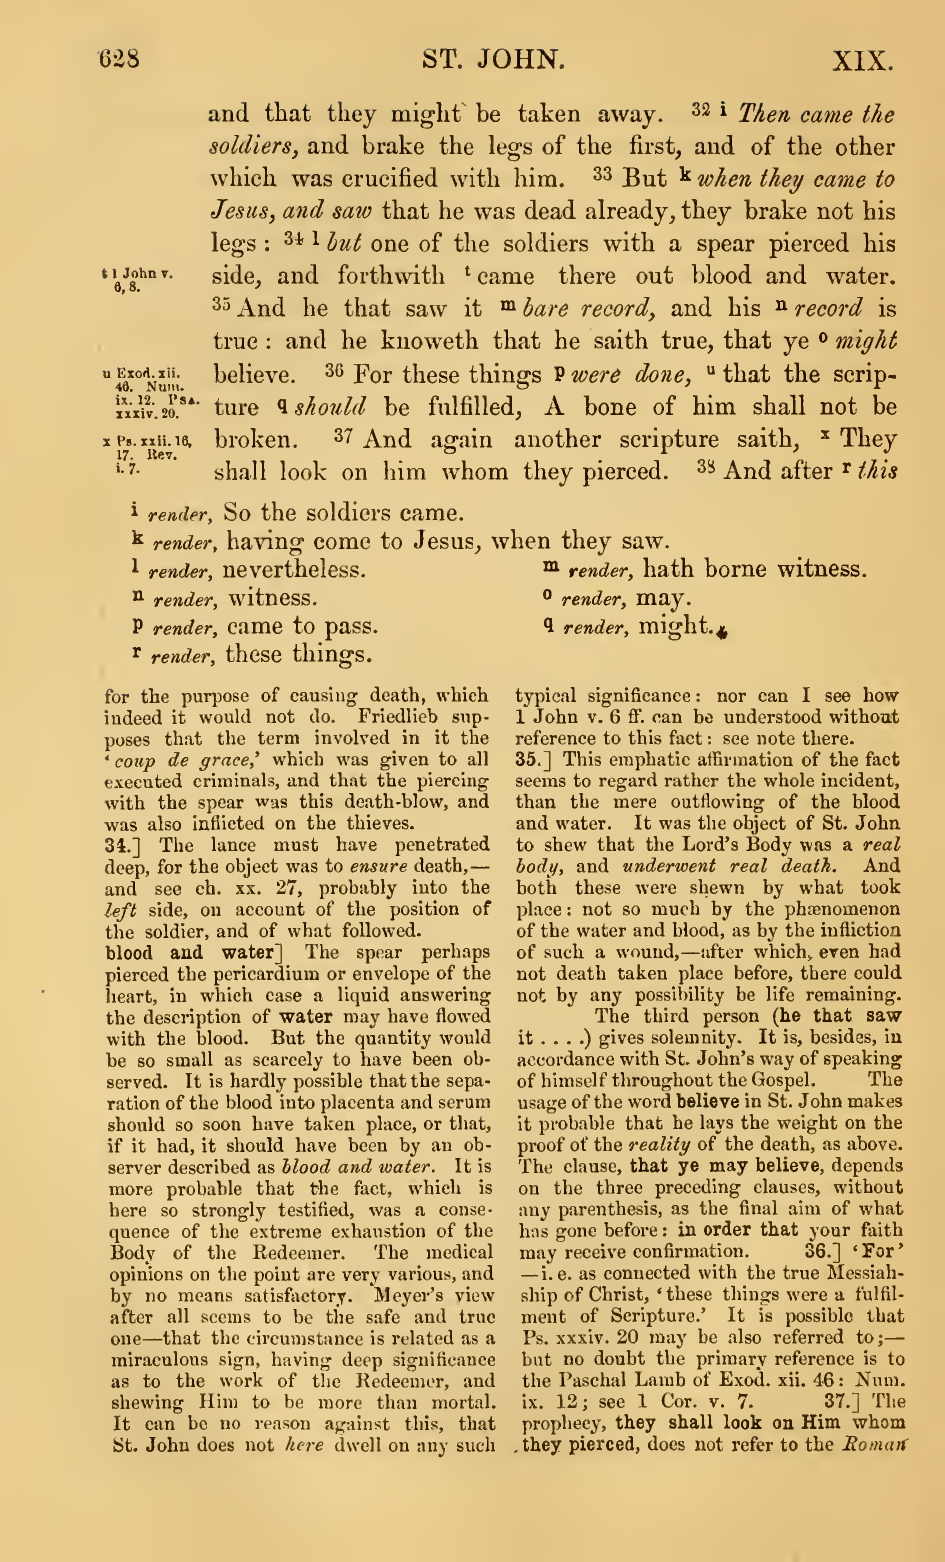 628 ST. JOHN. XIX.
and that they might be taken away. 32 i Then came the
soldiers, and brake the legs of the first, and of the other
which was crucified with him. 33 But k when they came to
Jesus, and saw that he was dead already, they brake not his
legs : 34 l but one of the soldiers with a spear pierced his
t 1 John v.
6, 8.
side, and forthwith t came there out blood and water.
35 And he that saw it m bare record, and his n record is
true : and he knoweth that he saith true, that ye o might
u Exod. xii.
46. Num.
ix. 12. Psa.
xxxiv. 20.
believe. 36 For these things p were done, u that the scrip-
ture q should be fulfilled, A bone of him shall not be
x Ps. xxii. 16,
17. Rev.
i. 7.
broken. 37 And again another scripture saith, x They
shall look on him whom they pierced. 38 And after r this
i render, So the soldiers came.
k render, having come to Jesus, when they saw.
l render, nevertheless. m render, hath borne witness.
n render, witness. o render, may.
p render, came to pass. q render, might.
r render, these things.
for the purpose of causing death, which
indeed it would not do. Friedlieb sup-
poses that the term involved in it the
‘coup de grace,’ which was given to all
executed criminals, and that the piercing
with the spear was this death-blow, and
was also inflicted on the thieves.
34.] The lance must have penetrated
deep, for the object was to ensure death,—
and see ch. xx. 27, probably into the
left side, on account of the position of
the soldier, and of what followed.
blood and water] The spear perhaps
pierced the pericardium or envelope of the
heart, in which case a liquid answering
the description of water may have flowed
with the blood. But the quantity would
be so small as scarcely to have been ob-
served. It is hardly possible that the sepa-
ration of the blood into placenta and serum
should so soon have taken place, or that,
if it had, it should have been by an ob-
server described as blood and water. It is
more probable that the fact, which is
here so strongly testified, was a conse-
quence of the extreme exhaustion of the
Body of the Redeemer. The medical
opinions on the point are very various, and
by no means satisfactory. Meyer's view
after all seems to be the safe and true
one—that the circumstance is related as a
miraculous sign, having deep significance
as to the work of the Redeemer, and
shewing Him to be more than mortal.
It can be no reason against this, that
St. John does not here dwell on any such
typical significance: nor can I see how
1 John v. 6 ff. can be understood without
reference to this fact: see note there.
35.] This emphatic affirmation of the fact
seems to regard rather the whole incident,
than the mere outflowing of the blood
and water. It was the object of St. John
to shew that the Lord's Body was a real
body, and underwent real death. And
both these were shewn by what took
place: not so much by the phænomenon
of the water and blood, as by the infliction
of such a wound,—after which, even had
not death taken place before, there could
not by any possibility be life remaining.
The third person (he that saw
it . . . .) gives solemnity. It is, besides, in
accordance with St. John's way of speaking
of himself throughout the Gospel. The
usage of the word believe in St. John makes
it probable that he lays the weight on the
proof of the reality of the death, as above.
The clause, that ye may believe, depends
on the three preceding clauses, without
any parenthesis, as the final aim of what
has gone before: in order that your faith
may receive confirmation. 36.] ‘For’
—i. e. as connected with the true Messiah-
ship of Christ, ‘these things were a fulfil-
ment of Scripture.’ It is possible that
Ps. xxxiv. 20 may be also referred to;—
but no doubt the primary reference is to
the Paschal Lamb of Exod. xii. 46: Num.
ix. 12; see 1 Cor. v. 7. 37.] The
prophecy, they shall look on Him whom
they pierced, does not refer to the Roman